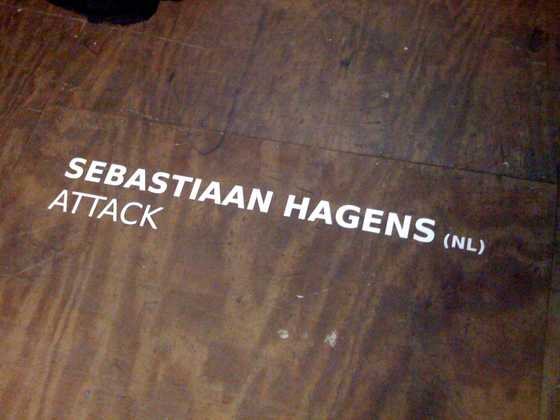 SEBASTIAAN HAGENS (NL)
ATTACK